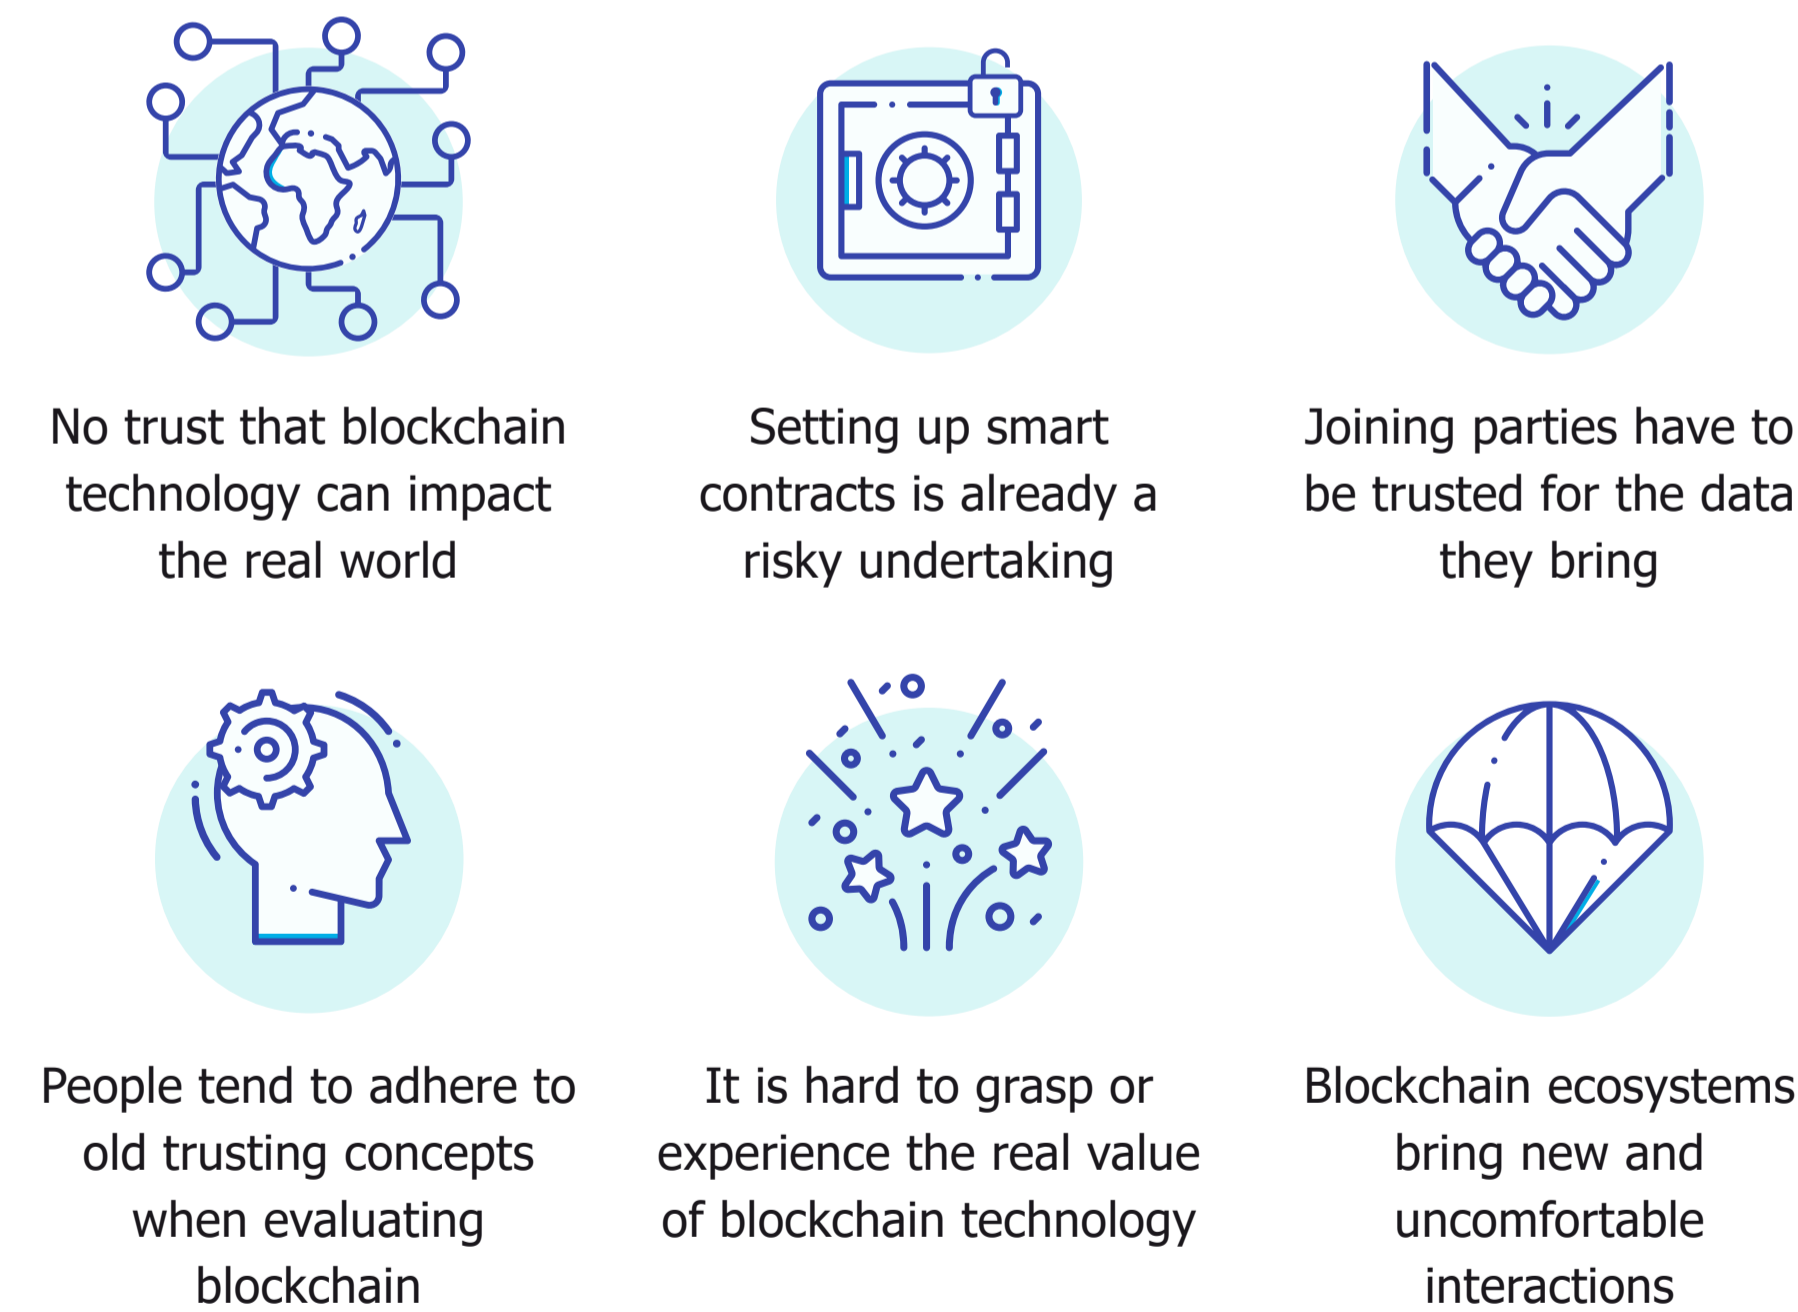 No trust that blockchain
technology can impact
the real world
Setting up smart
contracts is already a
risky undertaking
Joining parties have to
be trusted for the data
they bring
People tend to adhere to
old trusting concepts
when evaluating
blockchain
It is hard to grasp or
experience the real value
of blockchain technology
Blockchain ecosystems
bring new and
uncomfortable
interactions